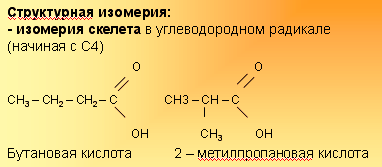 Структурная изомерия:
- изомерия скелета в углеводородном радикале
(начиная с С4)
O O
CH₃ – CH₂ – CH₂ – C CH3 – CH – C
OH CH₃ OH
Бутановая кислота 2 – метилпропановая кислота